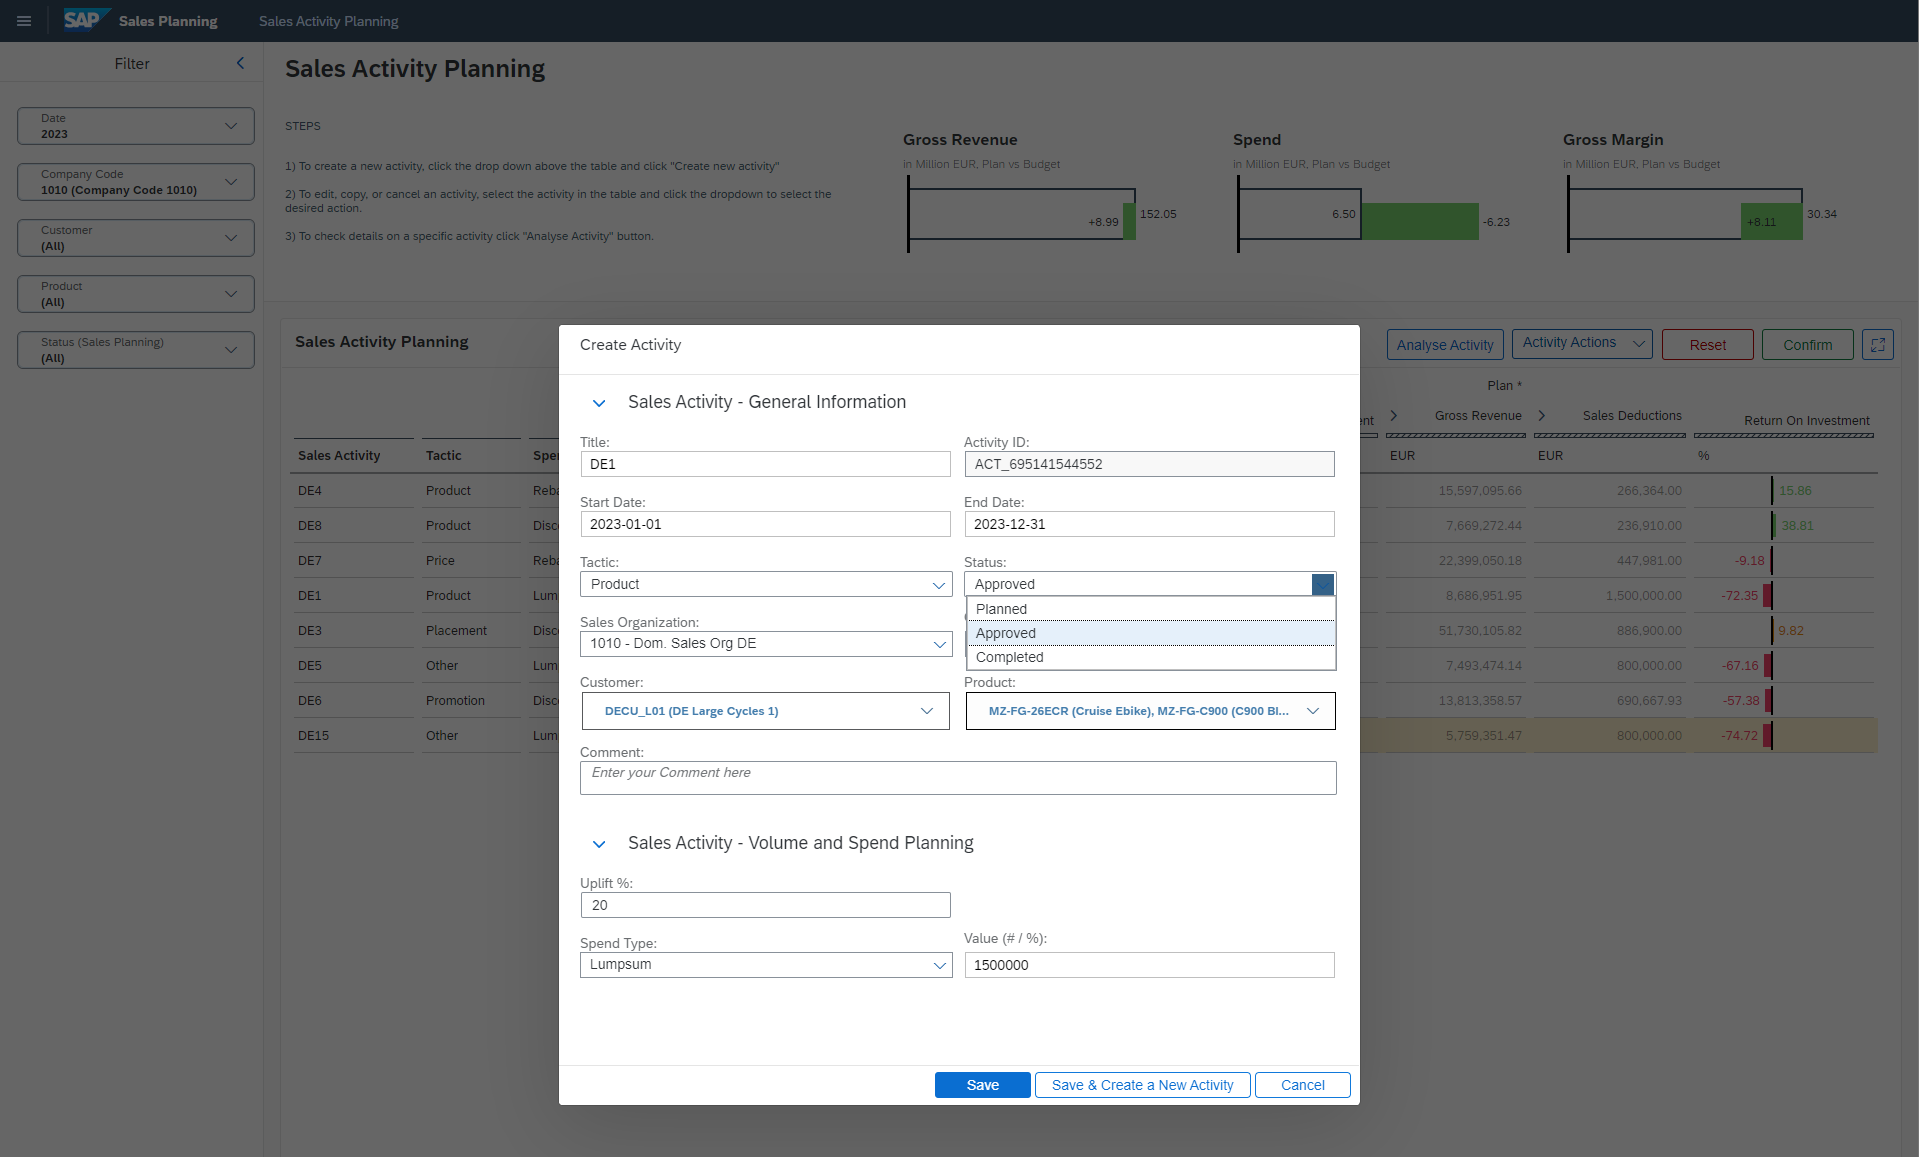 SAP Sales Planning Sales Activity Planning
Filter
Date
2023
Company Code
1010 (Company Code 1010)
Customer
(All)
Product
(All)
Status (Sales Planning)
(All)
Sales Activity Planning
STEPS
1) To create a new activity, click the drop down above the table and click "Create new activity"
2) To edit, copy, or cancel an activity, select the activity in the table and click the dropdown to select the
desired action.
3) To check details on a specific activity click "Analyse Activity" button.
Gross Revenue
in Million EUR, Plan vs Budget
+8.99 152.05
Spend
in Million EUR, Plan vs Budget
6.50 -6.23
Gross Margin
in Million EUR, Plan vs Budget
+8.11 30.34
Sales Activity Planning
Analyse Activity Activity Actions Reset Confirm
Plan *
Gross Revenue Sales Deductions Return On Investment
Sales Activity Tactic EUR EUR %
DE4 Product 15,597,095.66 266,364.00 15.86
DE8 Product 7,669,272.44 236,910.00 38.81
DE7 Price 22,399,050.18 447,981.00 -9.18
DE1 Product 8,686,951.95 1,500,000.00 -72.35
DE3 Placement 51,730,105.82 886,900.00 9.82
DE5 Other 7,493,474.14 800,000.00 -67.16
DE6 Promotion 13,813,358.57 690,667.93 -57.38
DE15 Other 5,759,351.47 800,000.00 -74.72
Create Activity
Sales Activity - General Information
Title: Activity ID:
DE1 ACT_695141544552
Start Date: End Date:
2023-01-01 2023-12-31
Tactic: Status:
Product Approved
Planned
Approved
Completed
Sales Organization:
1010 - Dom. Sales Org DE
Customer: Product:
DECU_L01 (DE Large Cycles 1) MZ-FG-26ECR (Cruise Ebike), MZ-FG-C900 (C900 BI...
Comment:
Enter your Comment here
Sales Activity - Volume and Spend Planning
Uplift %:
20
Spend Type: Value (# / %):
Lumpsum 1500000
Save Save & Create a New Activity Cancel